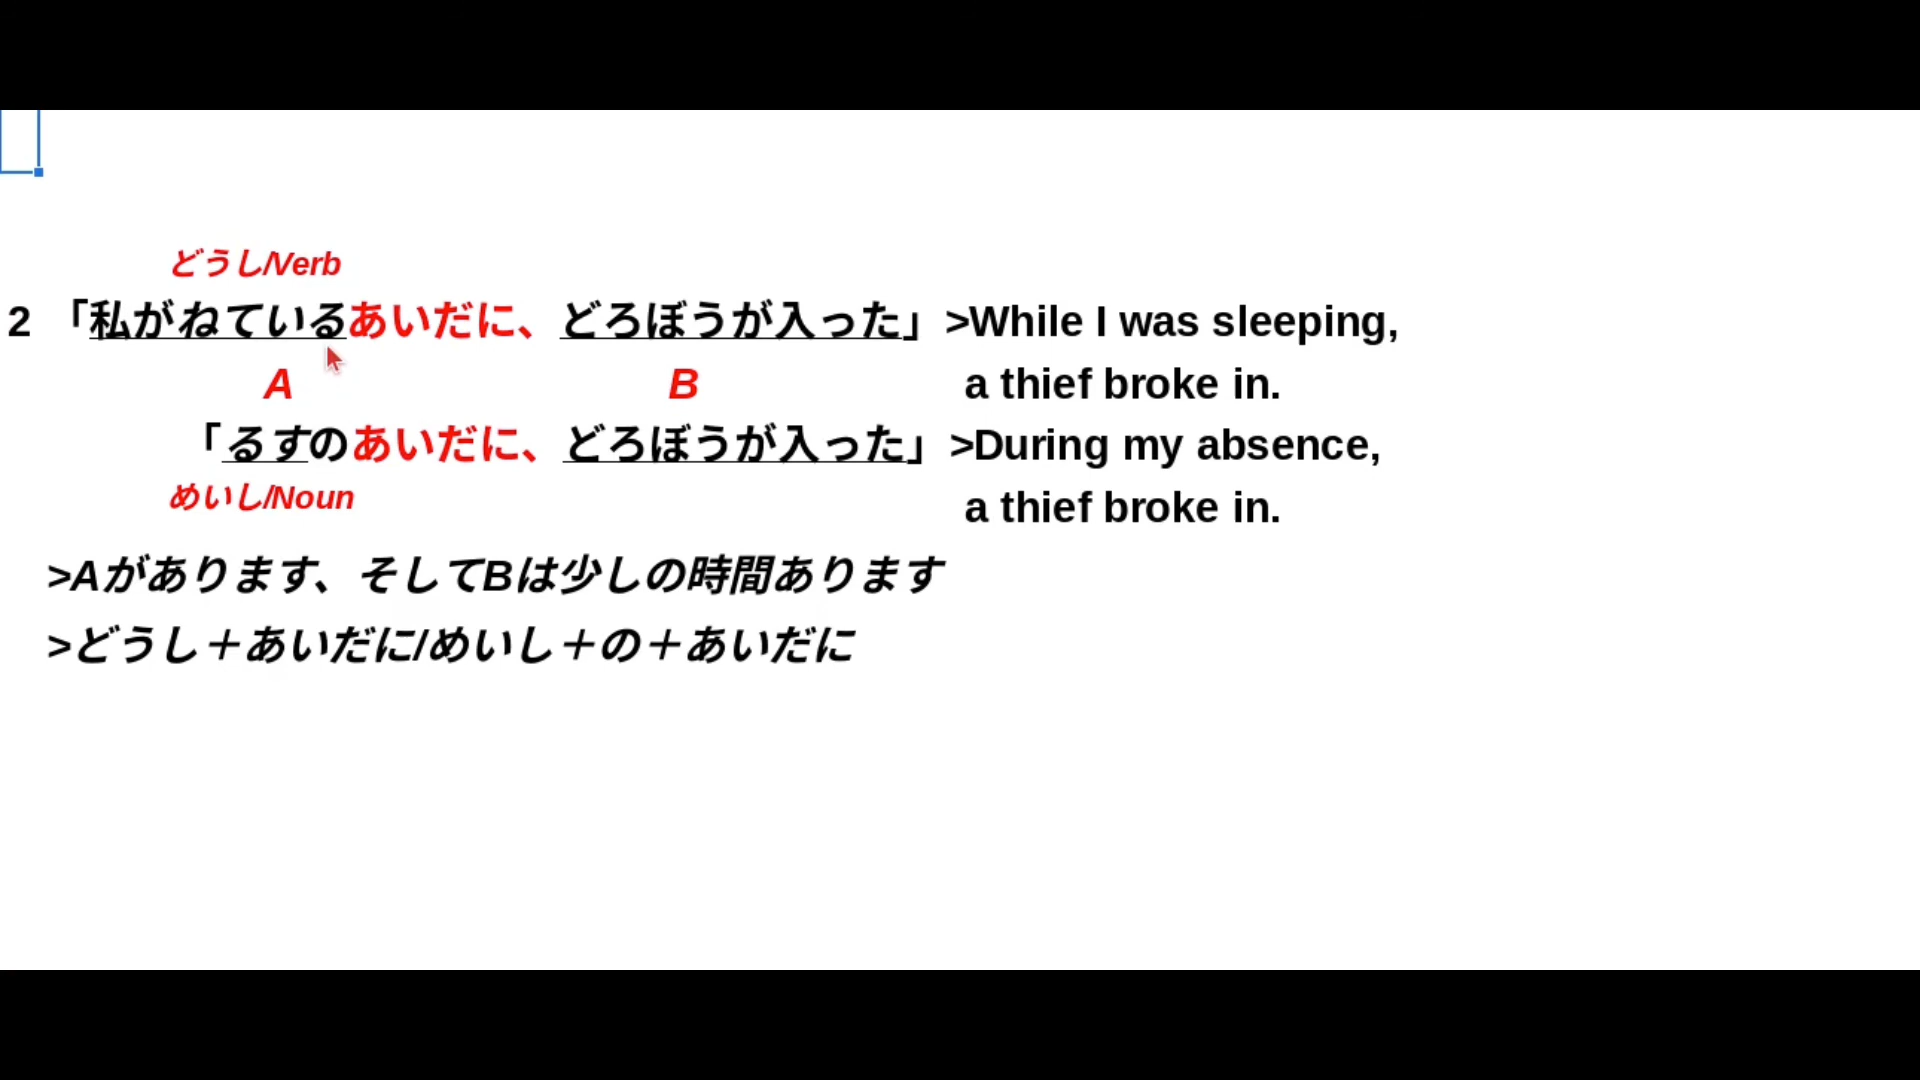 どうし/Verb
2 「私がねているあいだに、どろぼうが入った」>While I was sleeping,
A B a thief broke in.
「るすのあいだに、どろぼうが入った」>During my absence,
めいし/Noun a thief broke in.
>Aがあります、そしてBは少しの時間あります
>どうし＋あいだに/めいし＋の＋あいだに